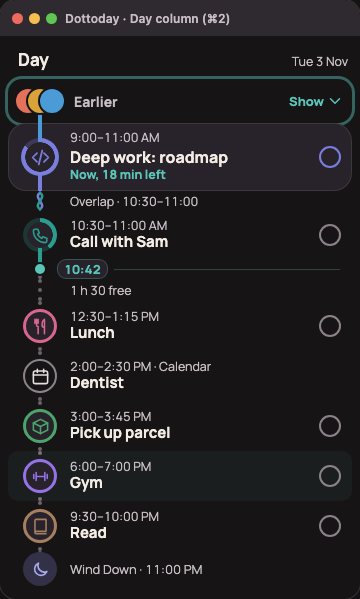 Dottoday · Day column (⌘2)
Day
Tue 3 Nov
Earlier
Show
9:00–11:00 AM
Deep work: roadmap
Now, 18 min left
Overlap · 10:30–11:00
10:30–11:00 AM
Call with Sam
10:42
1 h 30 free
12:30–1:15 PM
Lunch
2:00–2:30 PM · Calendar
Dentist
3:00–3:45 PM
Pick up parcel
6:00–7:00 PM
Gym
9:30–10:00 PM
Read
Wind Down · 11:00 PM